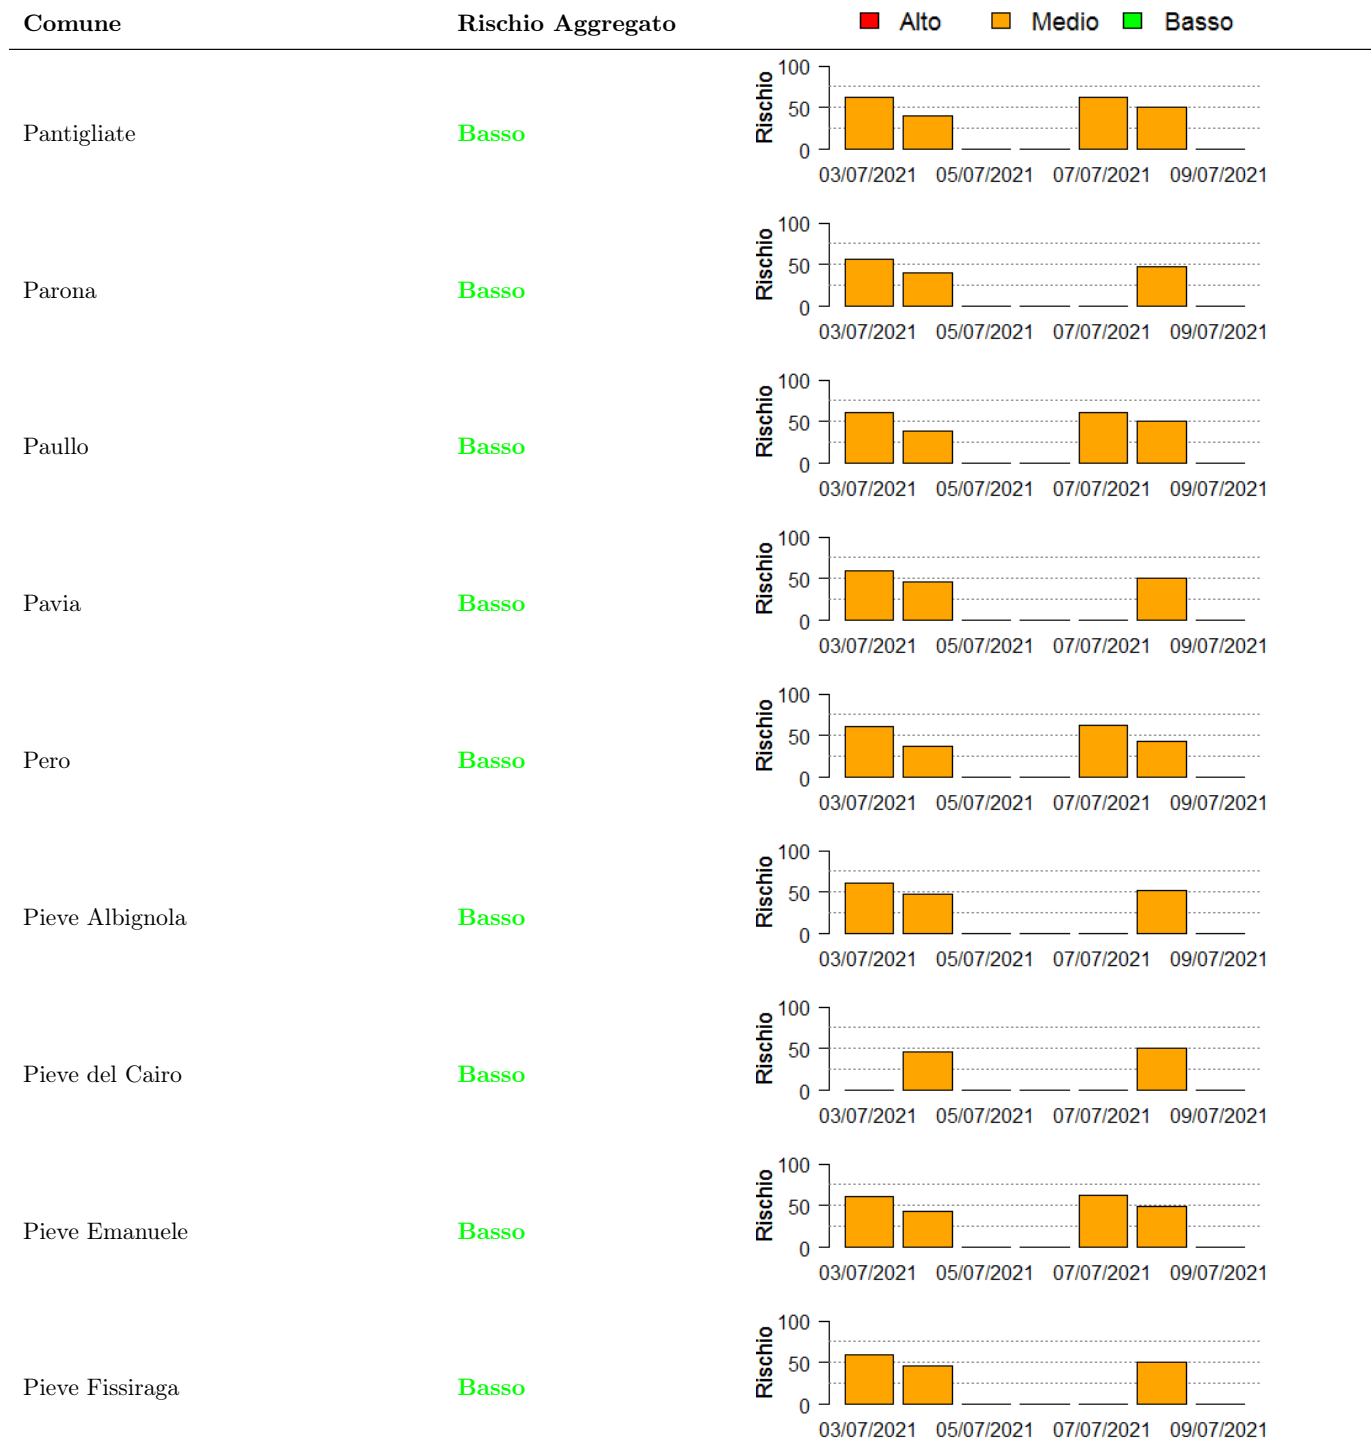 Comune Rischio Aggregato Alto Medio Basso
100
50
0
Rischio
Pantigliate Basso
03/07/2021 05/07/2021 07/07/2021 09/07/2021
100
50
0
Rischio
Parona Basso
03/07/2021 05/07/2021 07/07/2021 09/07/2021
100
50
0
Rischio
Paullo Basso
03/07/2021 05/07/2021 07/07/2021 09/07/2021
100
50
0
Rischio
Pavia Basso
03/07/2021 05/07/2021 07/07/2021 09/07/2021
100
50
0
Rischio
Pero Basso
03/07/2021 05/07/2021 07/07/2021 09/07/2021
100
50
0
Rischio
Pieve Albignola Basso
03/07/2021 05/07/2021 07/07/2021 09/07/2021
100
50
0
Rischio
Pieve del Cairo Basso
03/07/2021 05/07/2021 07/07/2021 09/07/2021
100
50
0
Rischio
Pieve Emanuele Basso
03/07/2021 05/07/2021 07/07/2021 09/07/2021
100
50
0
Rischio
Pieve Fissiraga Basso
03/07/2021 05/07/2021 07/07/2021 09/07/2021